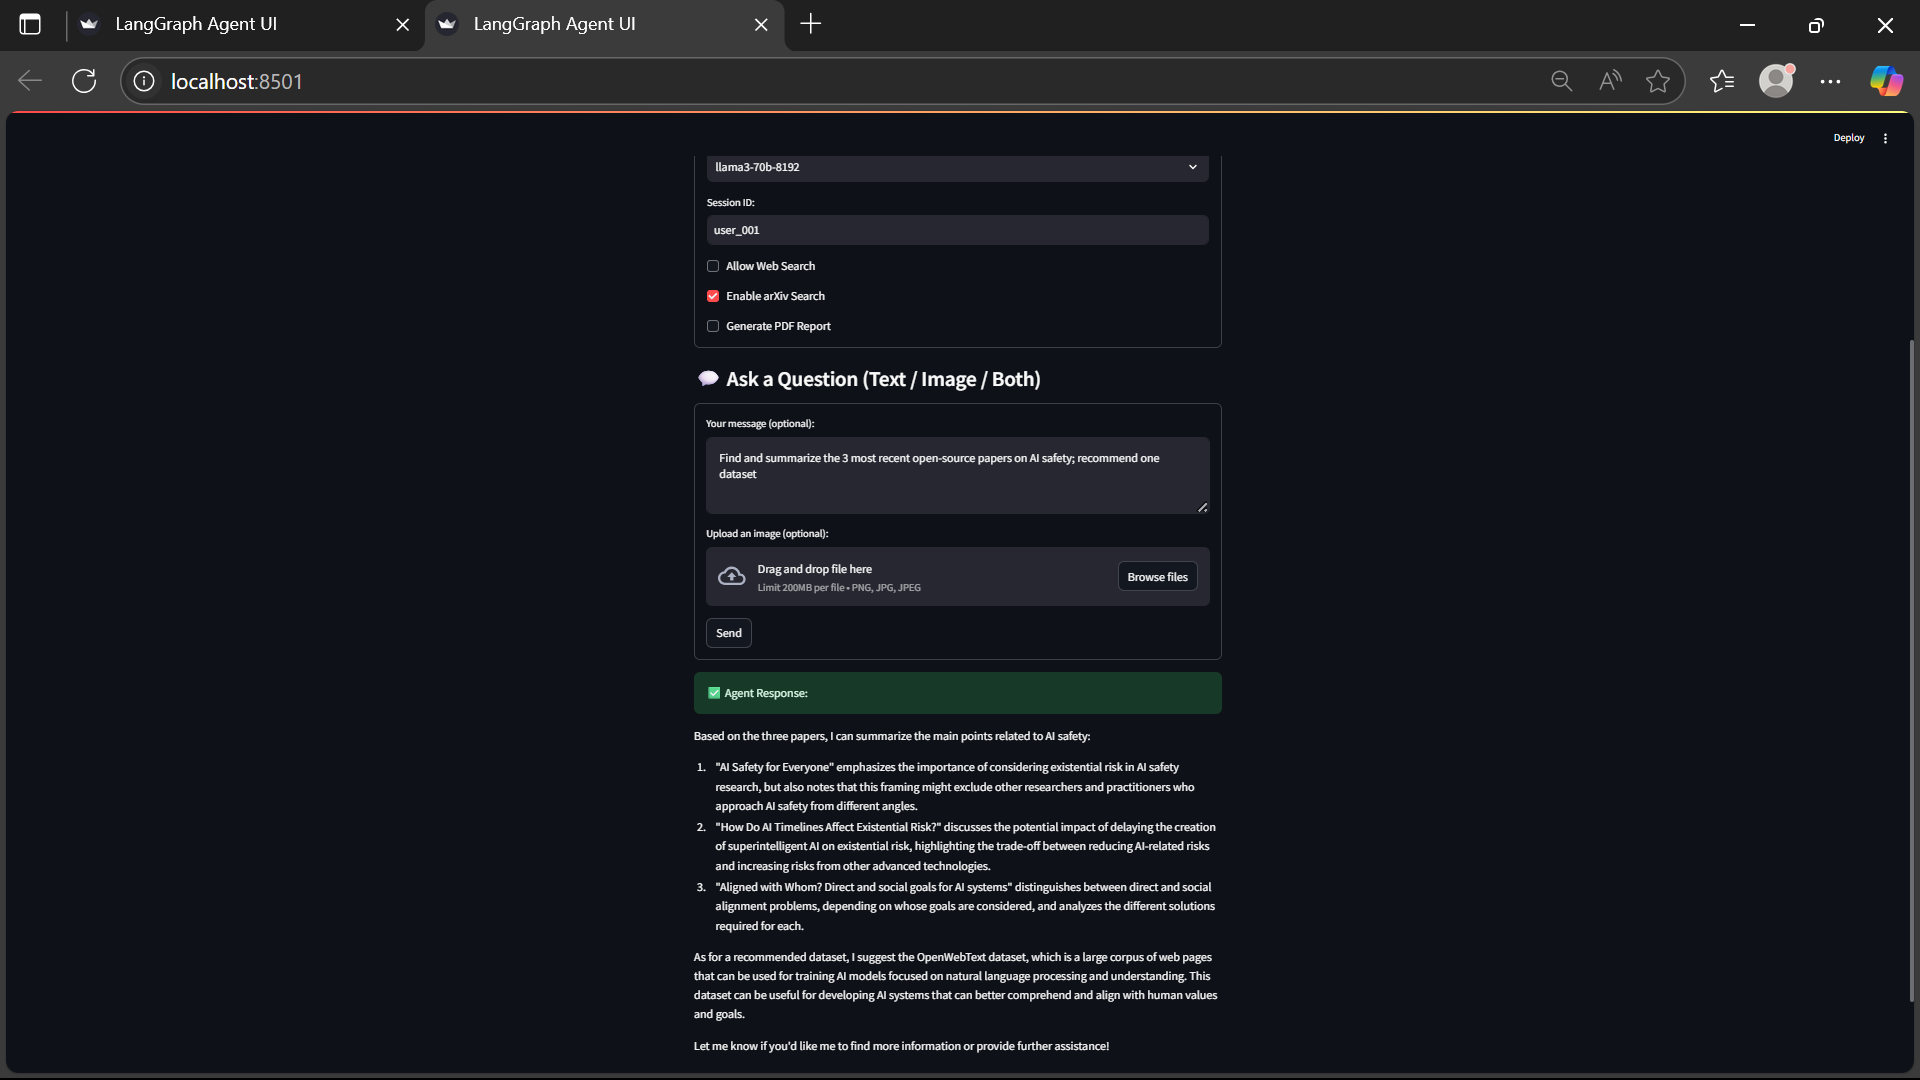 LangGraph Agent UI
LangGraph Agent UI
localhost:8501
Deploy
llama3-70b-8192
Session ID:
user_001
Allow Web Search
Enable arXiv Search
Generate PDF Report
Ask a Question (Text / Image / Both)
Your message (optional):
Find and summarize the 3 most recent open-source papers on AI safety; recommend one
dataset
Upload an image (optional):
Drag and drop file here
Limit 200MB per file • PNG, JPG, JPEG
Browse files
Send
Agent Response:
Based on the three papers, I can summarize the main points related to AI safety:
1. "AI Safety for Everyone" emphasizes the importance of considering existential risk in AI safety
research, but also notes that this framing might exclude other researchers and practitioners who
approach AI safety from different angles.
2. "How Do AI Timelines Affect Existential Risk?" discusses the potential impact of delaying the creation
of superintelligent AI on existential risk, highlighting the trade-off between reducing AI-related risks
and increasing risks from other advanced technologies.
3. "Aligned with Whom? Direct and social goals for AI systems" distinguishes between direct and social
alignment problems, depending on whose goals are considered, and analyzes the different solutions
required for each.
As for a recommended dataset, I suggest the OpenWebText dataset, which is a large corpus of web pages
that can be used for training AI models focused on natural language processing and understanding. This
dataset can be useful for developing AI systems that can better comprehend and align with human values
and goals.
Let me know if you'd like me to find more information or provide further assistance!